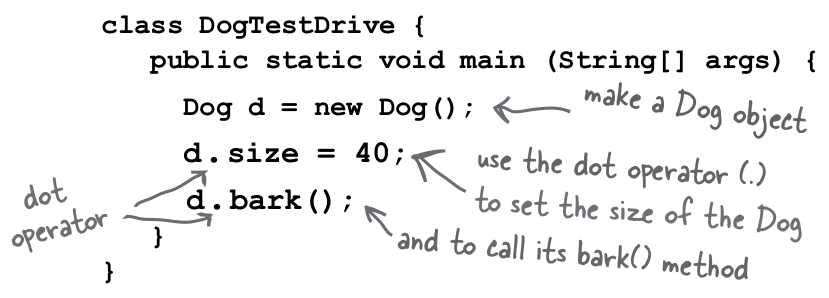 class DogTestDrive {
public static void main (String[] args) {
Dog d = new Dog();
make a Dog object
d.size = 40;
use the dot operator (.)
to set the size of the Dog
dot
operator
d.bark();
and to call its bark() method
}
}